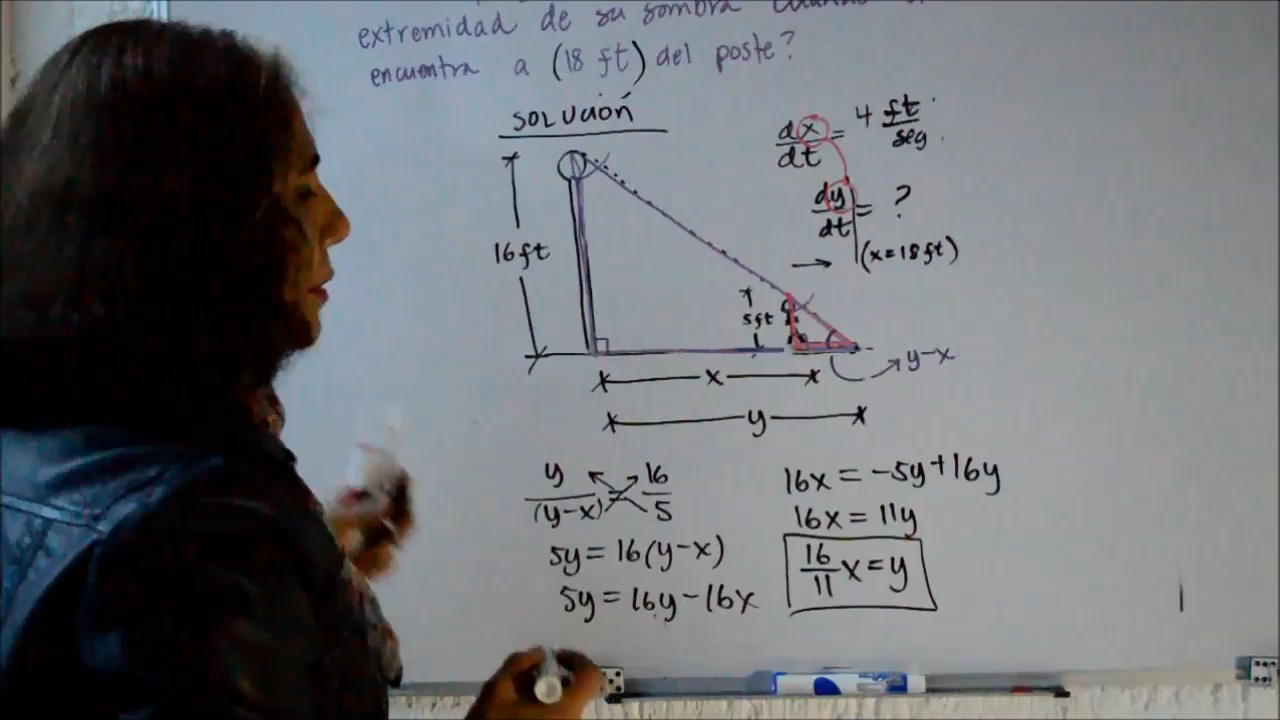 extremidad de su sombra cuando
encuentra a (18 ft) del poste?
SOLUCIÓN
dx/dt = 4 ft/seg
dy/dt = ?
(x=18ft)
16ft
5ft
y-x
x
y
y/(y-x) = 16/5
5y = 16(y-x)
5y = 16y-16x
16x = -5y+16y
16x = 11y
16/11 x = y